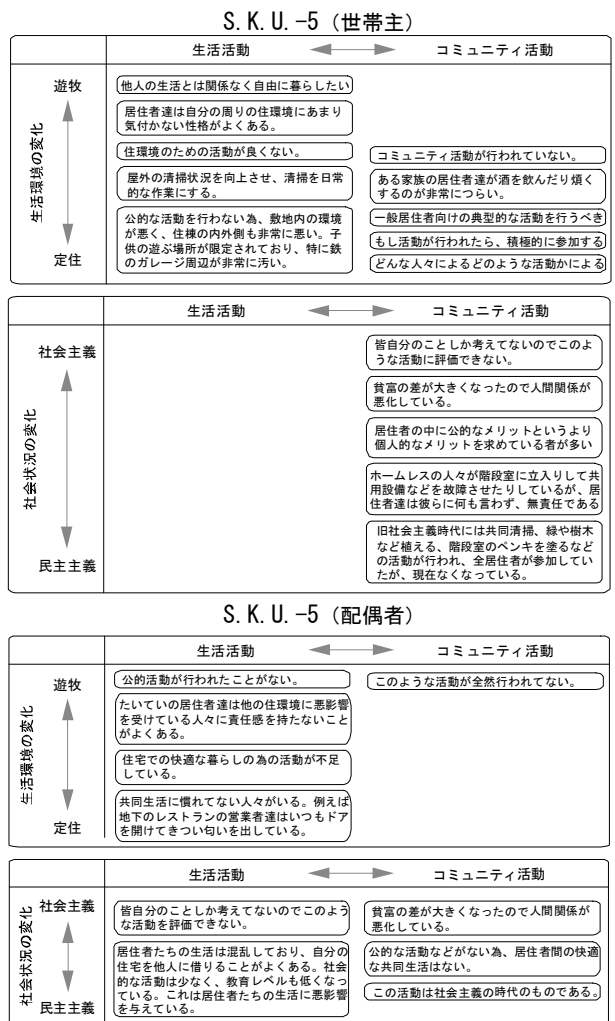 S.K.U.-5（世帯主）
生活活動
コミュニティ活動
生活環境の変化
遊牧
定住
他人の生活とは関係なく自由に暮らしたい
居住者達は自分の周りの住環境にあまり
気付かない性格がよくある。
住環境のための活動が良くない。
屋外の清掃状況を向上させ、清掃を日常
的な作業にする。
公的な活動を行わない為、敷地内の環境
が悪く、住棟の内外側も非常に悪い。子
供の遊ぶ場所が限定されており、特に鉄
のガレージ周辺が非常に汚い。
コミュニティ活動が行われていない。
ある家族の居住者達が酒を飲んだり煩く
するのが非常につらい。
一般居住者向けの典型的な活動を行うべき
もし活動が行われたら、積極的に参加する
どんな人々によるどのような活動かによる
生活活動
コミュニティ活動
社会状況の変化
社会主義
民主主義
皆自分のことしか考えてないのでこのよ
うな活動に評価できない。
貧富の差が大きくなったので人間関係が
悪化している。
居住者の中に公的なメリットというより
個人的なメリットを求めている者が多い
ホームレスの人々が階段室に立入りして共
用設備などを故障させたりしているが、居
住者達は彼らに何も言わず、無責任である
旧社会主義時代には共同清掃、緑や樹木
など植える、階段室のペンキを塗るなど
の活動が行われ、全居住者が参加してい
たが、現在なくなっている。
S.K.U.-5（配偶者）
生活活動
コミュニティ活動
生活環境の変化
遊牧
定住
公的活動が行われたことがない。
たいていの居住者達は他の住環境に悪影響
を受けている人々に責任感を持たないこと
がよくある。
住宅での快適な暮らしの為の活動が不足
している。
共同生活に慣れてない人々がいる。例えば
地下のレストランの営業者達はいつもドア
を開けてきつい匂いを出している。
このような活動が全然行われてない。
生活活動
コミュニティ活動
社会状況の変化
社会主義
民主主義
皆自分のことしか考えてないのでこのよう
な活動を評価できない。
居住者たちの生活は混乱しており、自分の
住宅を他人に借りることがよくある。社会
的な活動は少なく、教育レベルも低くなっ
ている。これは居住者たちの生活に悪影響
を与えている。
貧富の差が大きくなったので人間関係が
悪化している。
公的な活動などがない為、居住者間の快適
な共同生活はない。
この活動は社会主義の時代のものである。